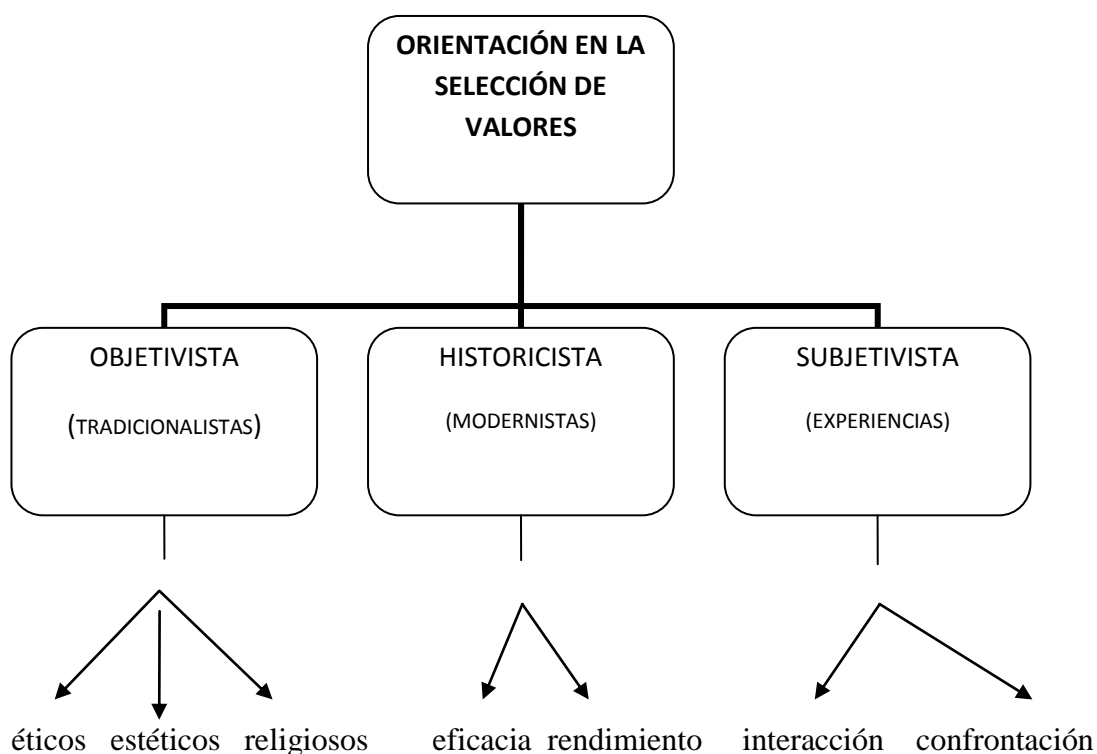 ORIENTACIÓN EN LA
SELECCIÓN DE
VALORES
OBJETIVISTA
(TRADICIONALISTAS)
HISTORICISTA
(MODERNISTAS)
SUBJETIVISTA
(EXPERIENCIAS)
éticos estéticos religiosos eficacia rendimiento interacción confrontación